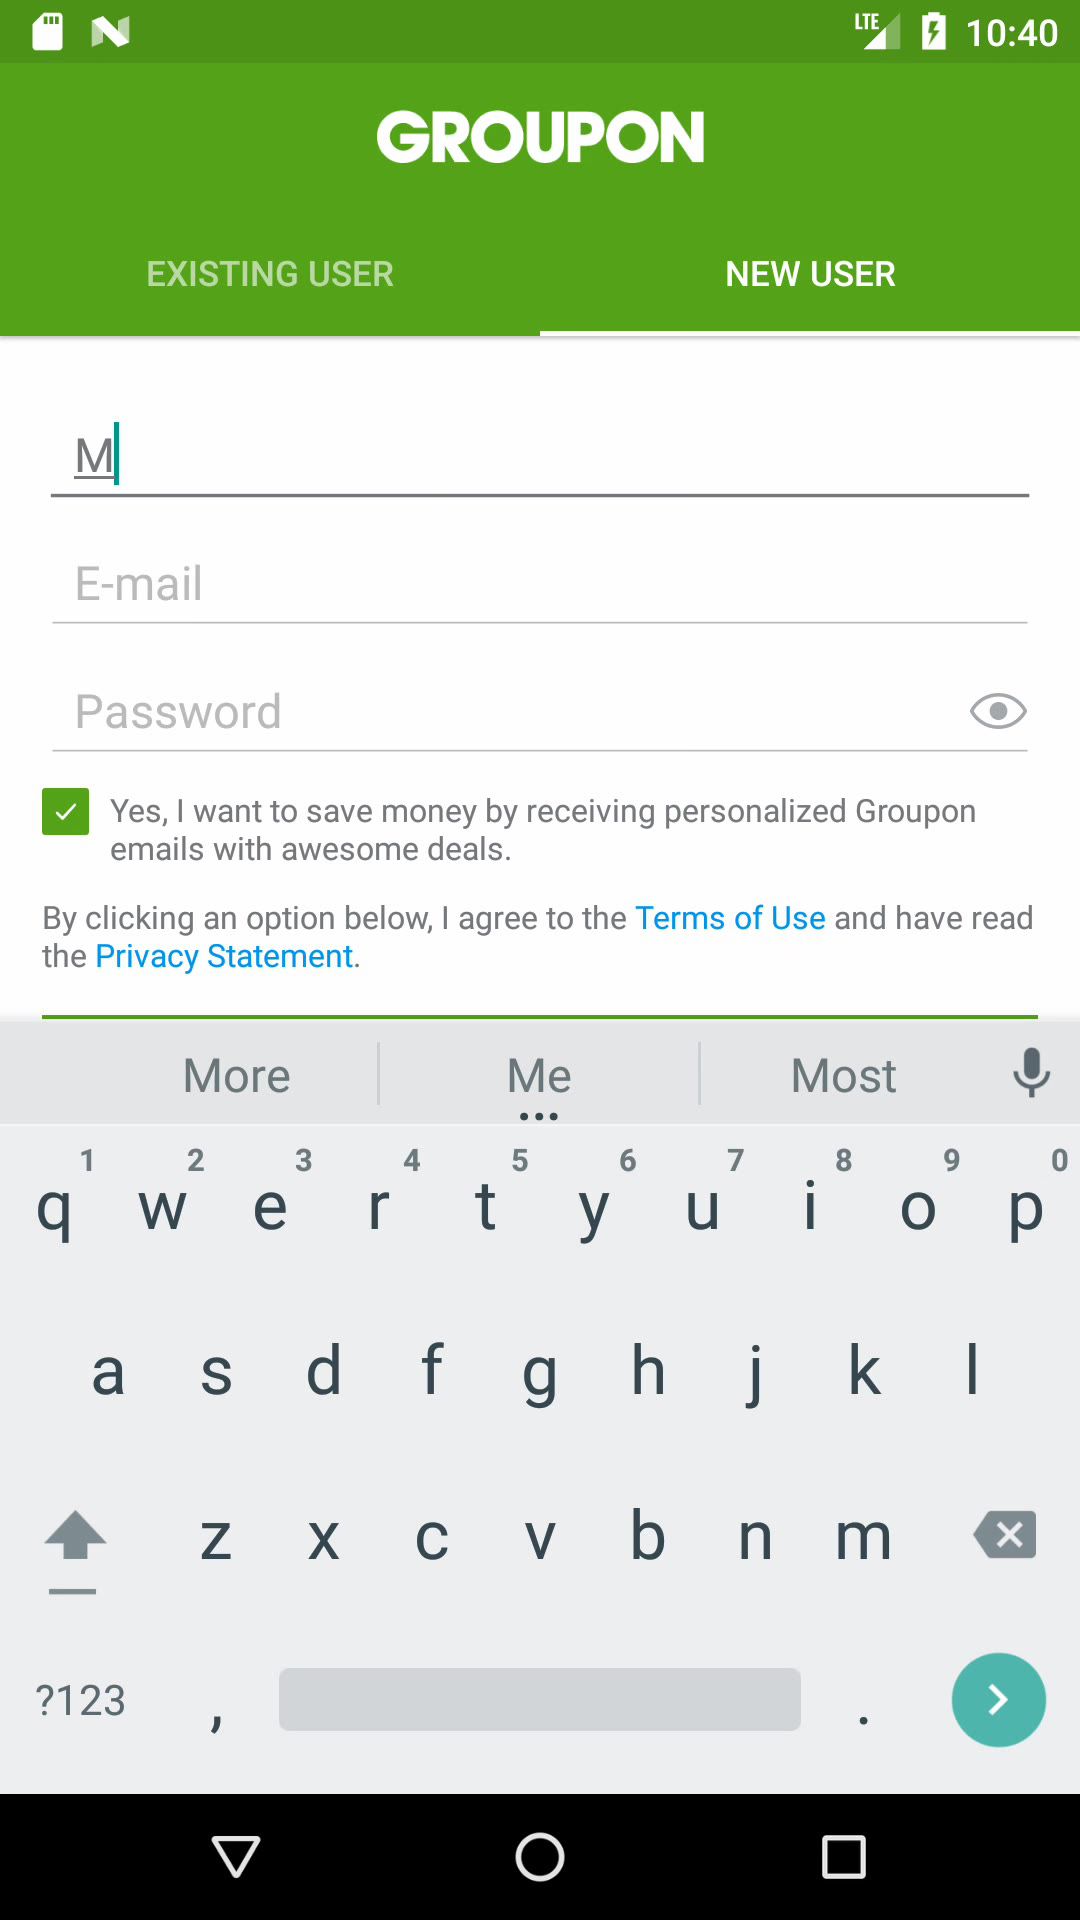 LTE 10:40
GROUPON
EXISTING USER NEW USER
M
E-mail
Password
Yes, I want to save money by receiving personalized Groupon
emails with awesome deals.
By clicking an option below, I agree to the Terms of Use and have read
the Privacy Statement.
More Me Most
1 2 3 4 5 6 7 8 9 0
q w e r t y u i o p
a s d f g h j k l
z x c v b n m
?123 , .